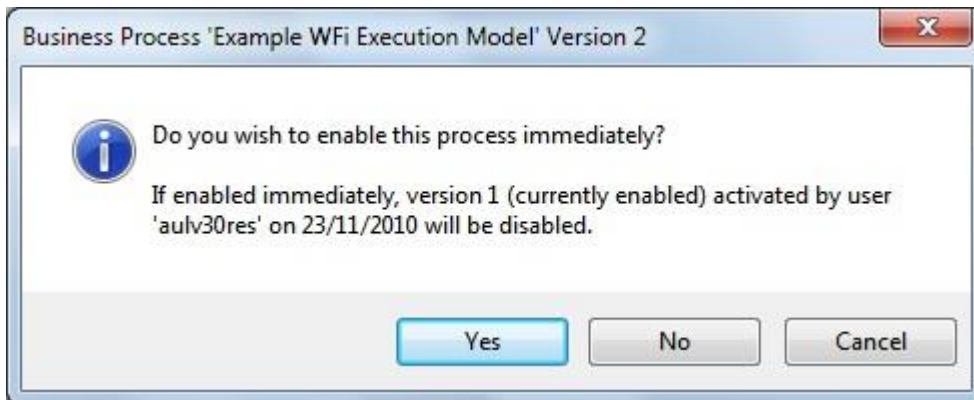 Business Process 'Example WFi Execution Model' Version 2
Do you wish to enable this process immediately?
If enabled immediately, version 1 (currently enabled) activated by user
'aulv30res' on 23/11/2010 will be disabled.
Yes No Cancel